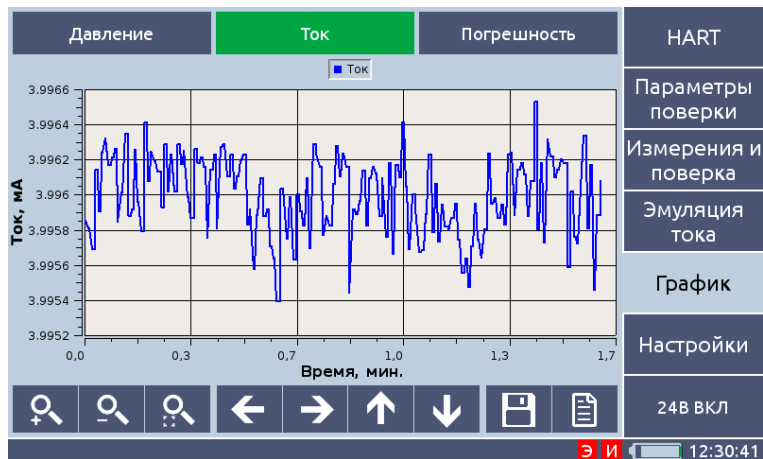 Давление
Ток
Погрешность
HART
Ток
Параметры
поверки
Измерения и
поверка
Эмуляция
тока
График
Настройки
24В ВКЛ
Ток, мА
3.9966
3.9964
3.9962
3.996
3.9958
3.9956
3.9954
3.9952
0,0
0,3
0,7
1,0
1,3
1,7
Время, мин.
Э И
12:30:41